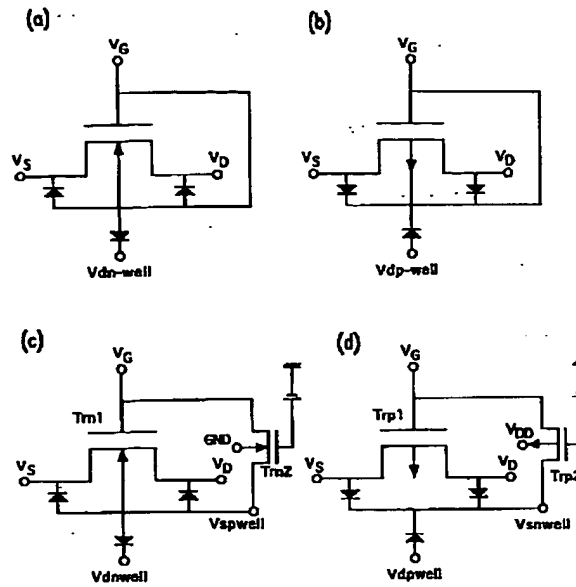 (a)
(b)
VG
VG
VS
VD
VS
VD
Vdn-well
Vdp-well
(c)
(d)
VG
VG
Trn1
Trp1
GND
Trn2
VDD
Trp2
VS
VD
VS
VD
Vspwell
Vsnwell
Vdnwell
Vdpwell